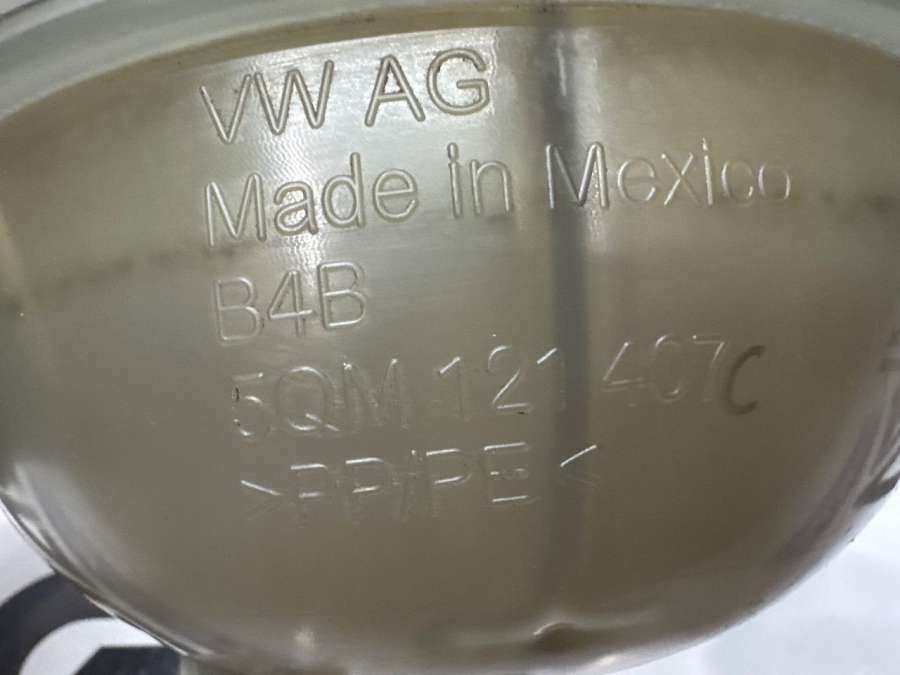 VW AG
Made in Mexico
B4B
5QM 121 407C
>PP/PE<